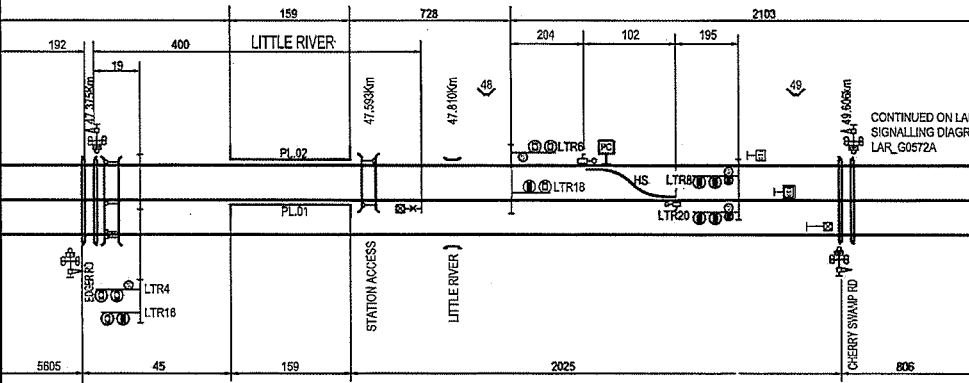 159
728
2103
192
400
LITTLE RIVER
204
102
195
19
47.375Km
47.593Km
47.810Km
48
49
49.606km
CONTINUED ON LA
SIGNALLING DIAGR
LAR_G0572A
PL.02
LTR6
PC
LTR18
HS
LTR8
PL.01
LTR20
EDGER RD
LTR4
LTR16
STATION ACCESS
LITTLE RIVER
CHERRY SWAMP RD
5605
45
159
2025
806